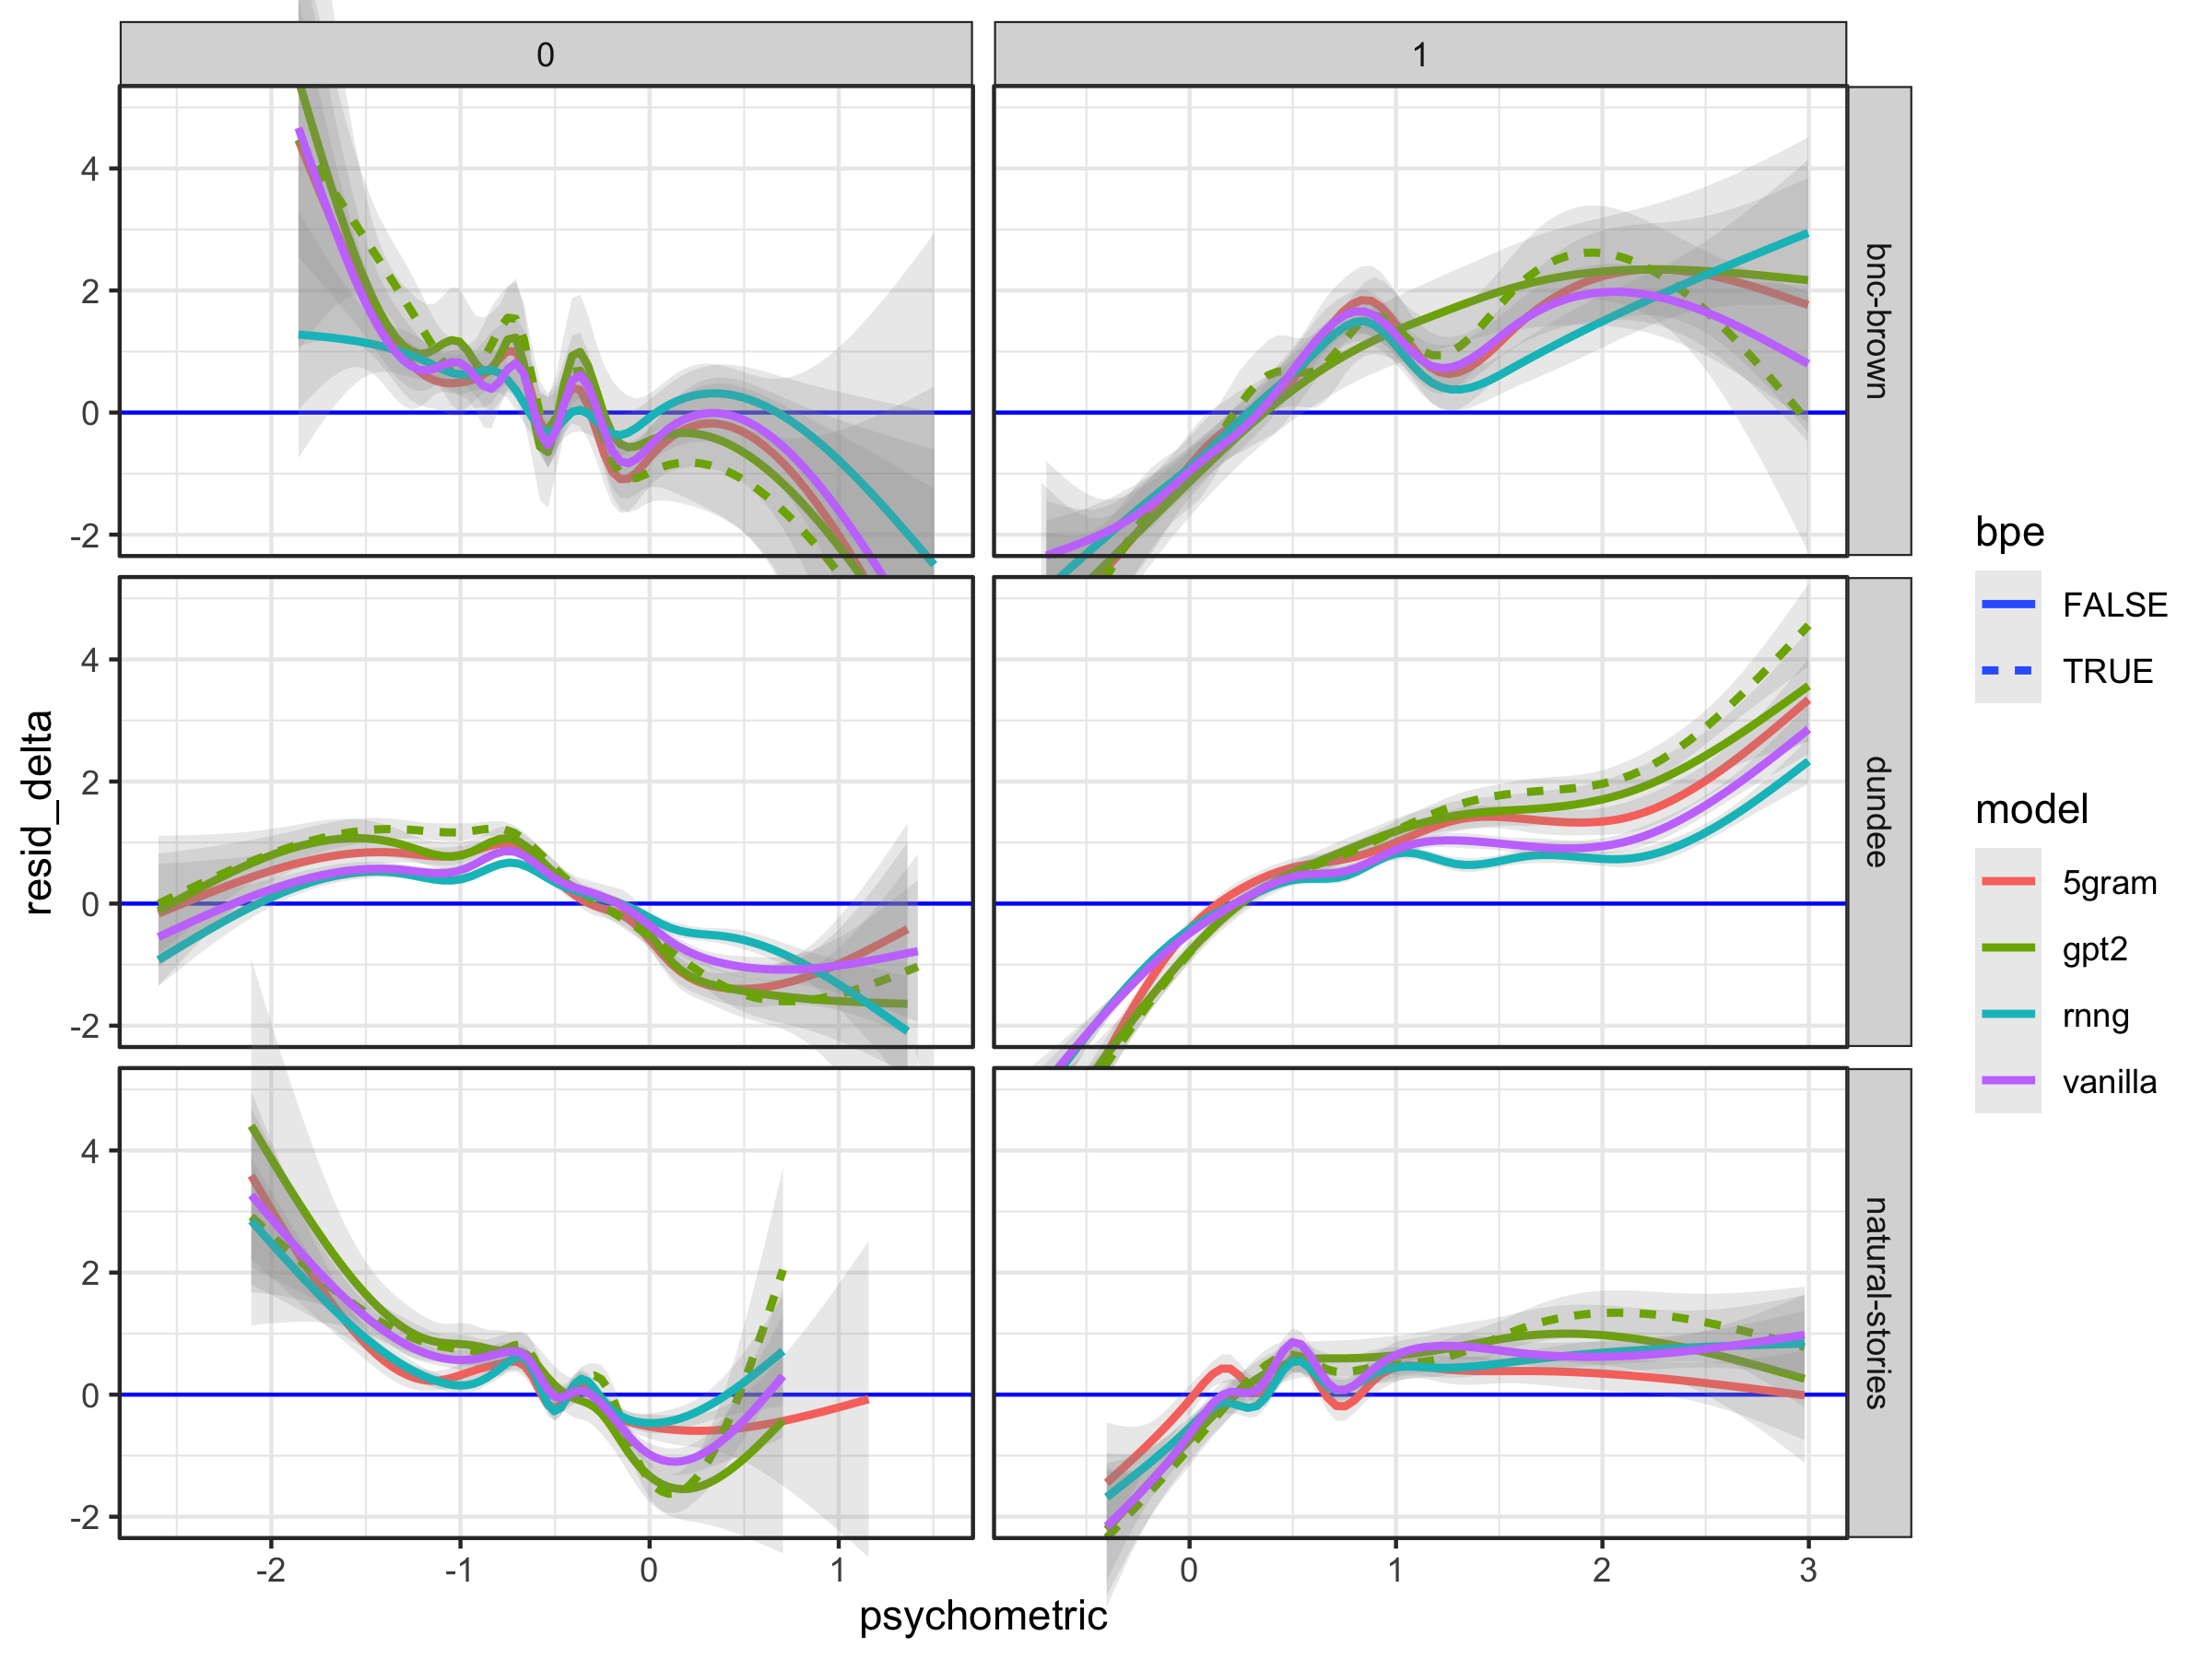 0
1
4
2
0
-2
bnc-brown
4
2
0
-2
dundee
4
2
0
-2
natural-stories
-2
-1
0
1
0
1
2
3
psychometric
resid_delta
bpe
FALSE
TRUE
model
5gram
gpt2
rnng
vanilla